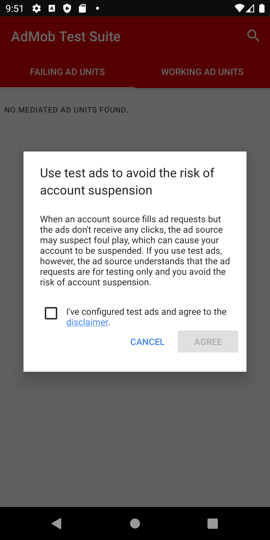 9:51
AdMob Test Suite
FAILING AD UNITS
WORKING AD UNITS
NO MEDIATED AD UNITS FOUND.
Use test ads to avoid the risk of
account suspension
When an account source fills ad requests but
the ads don't receive any clicks, the ad source
may suspect foul play, which can cause your
account to be suspended. If you use test ads,
however, the ad source understands that the ad
requests are for testing only and you avoid the
risk of account suspension.
I've configured test ads and agree to the
disclaimer.
CANCEL
AGREE